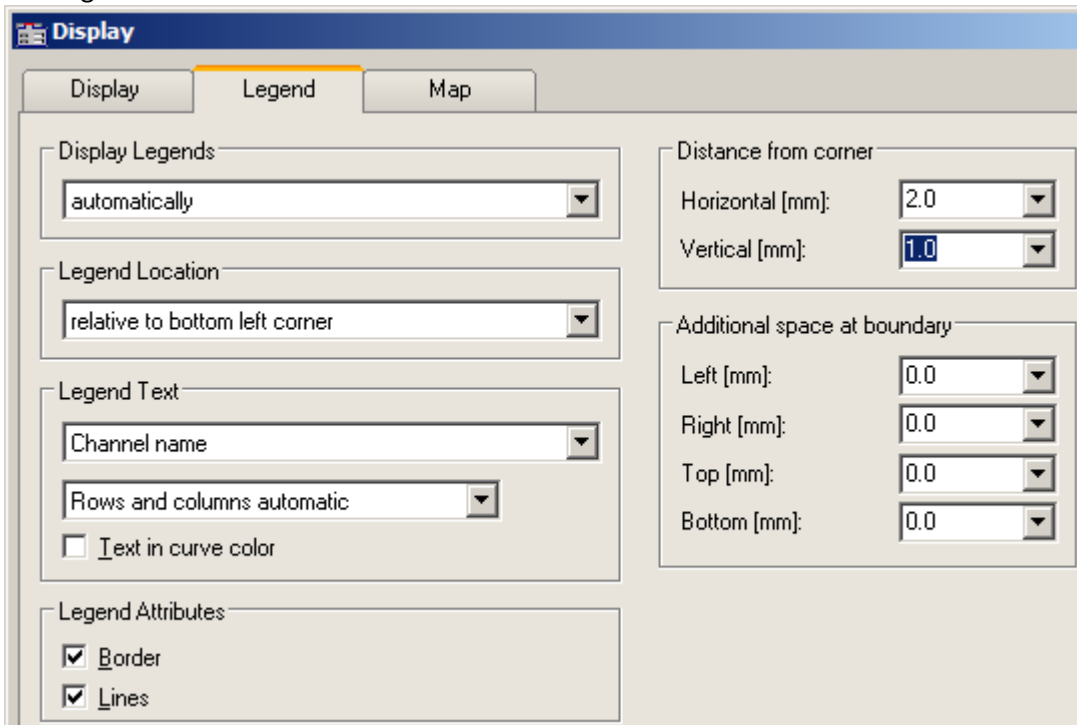 Display
Display Legend Map
Display Legends
automatically
Legend Location
relative to bottom left corner
Legend Text
Channel name
Rows and columns automatic
Text in curve color
Legend Attributes
Border
Lines
Distance from corner
Horizontal [mm]: 2.0
Vertical [mm]: 1.0
Additional space at boundary
Left [mm]: 0.0
Right [mm]: 0.0
Top [mm]: 0.0
Bottom [mm]: 0.0